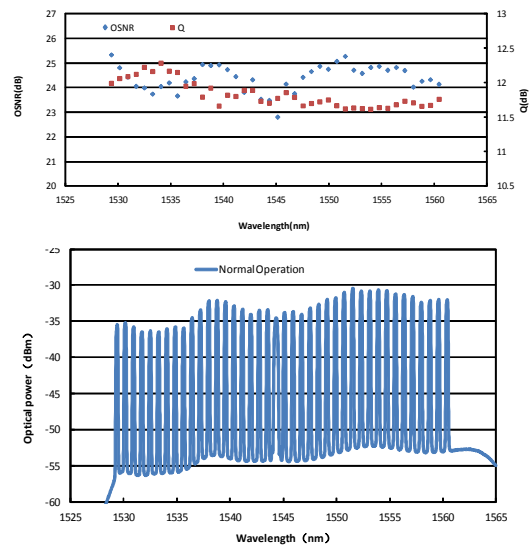 OSNR Q
27
26
25
24
23
22
21
20
OSNR(dB)
13
12.5
12
11.5
11
10.5
Q(dB)
1525 1530 1535 1540 1545 1550 1555 1560 1565
Wavelength(nm)
Normal Operation
-25
-30
-35
-40
-45
-50
-55
-60
Optical power（dBm）
1525 1530 1535 1540 1545 1550 1555 1560 1565
Wavelength（nm）